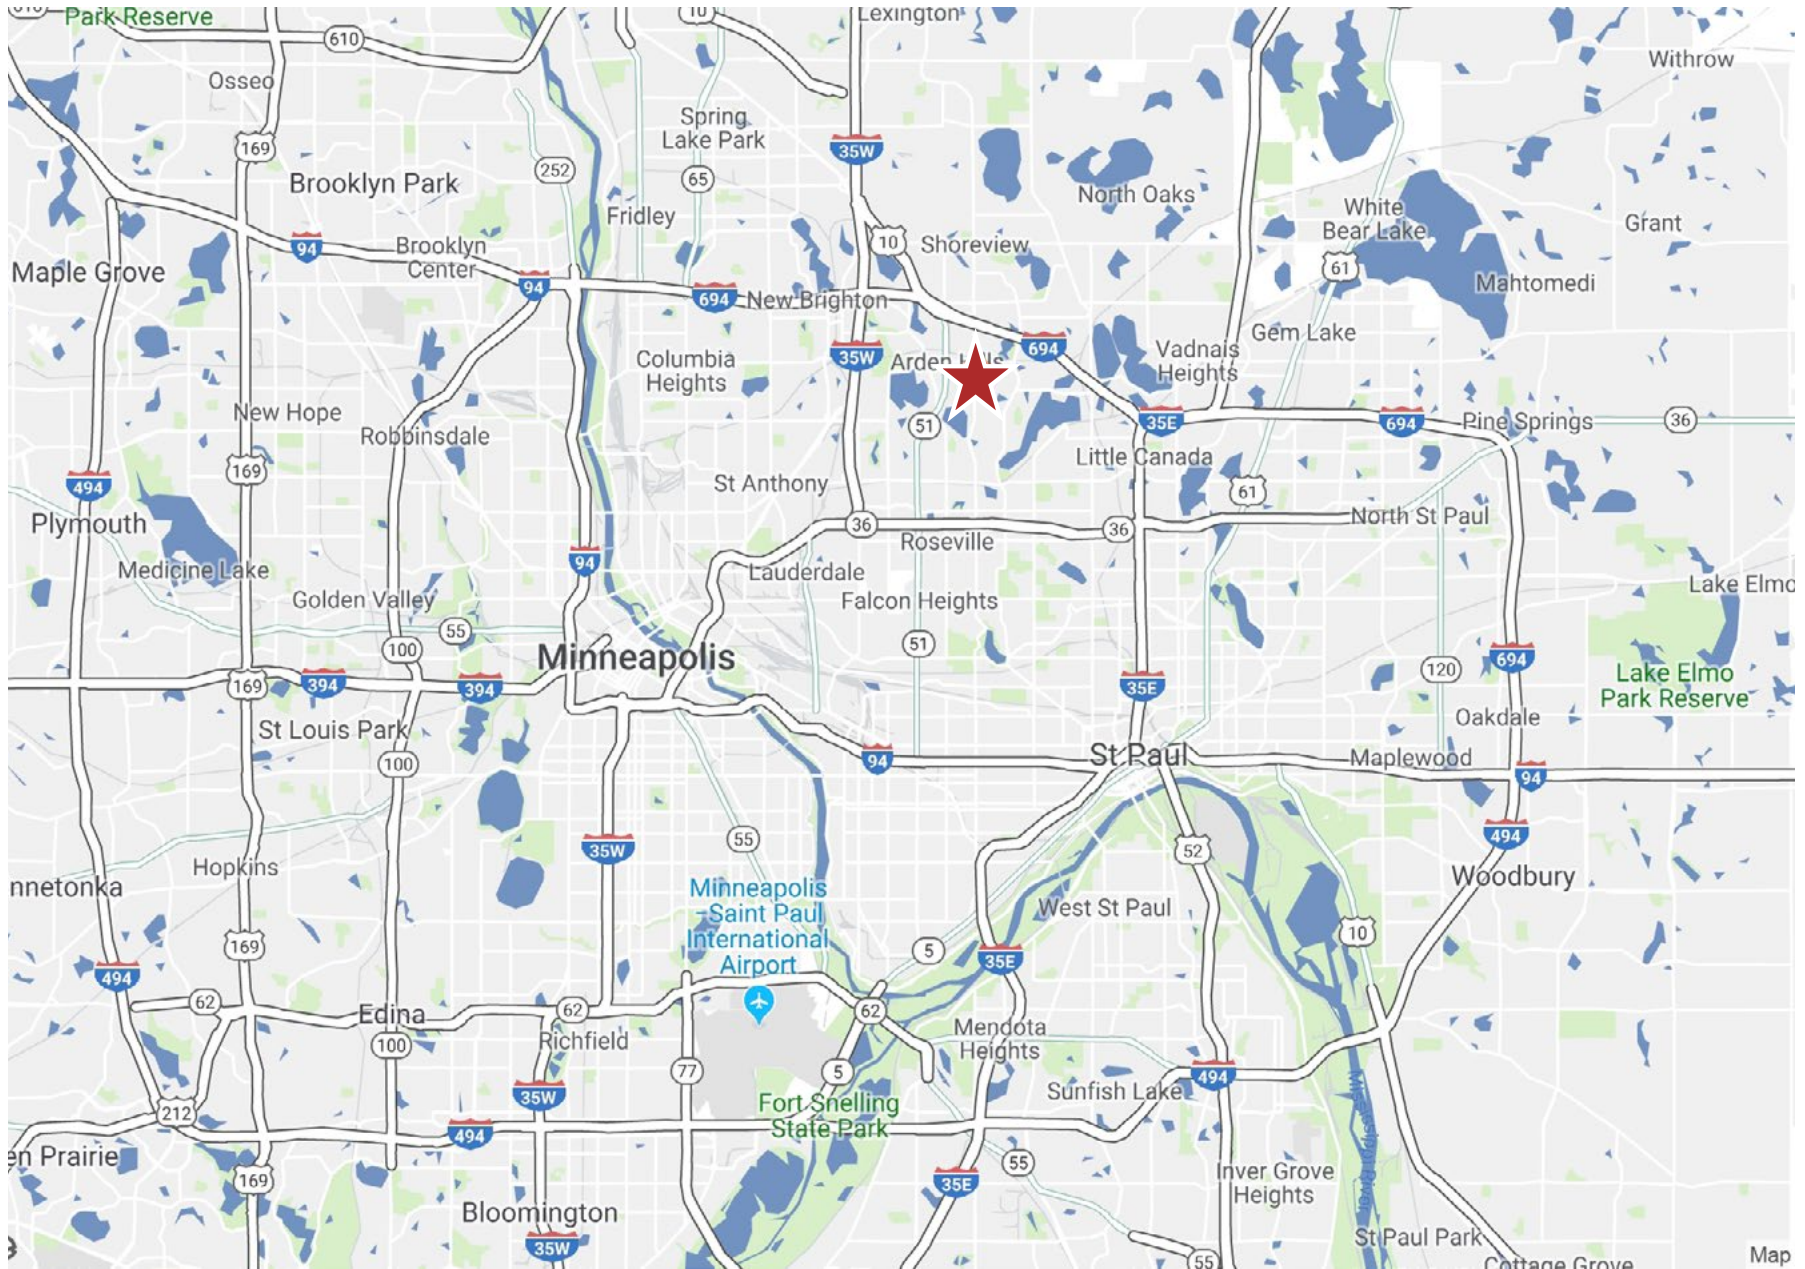 Park Reserve
610
10
Lexington
Withrow
Osseo
Spring
Lake Park
169
35W
252
65
Brooklyn Park
North Oaks
Fridley
White
Bear Lake
Grant
94
Brooklyn
Center
10
Shoreview
61
Maple Grove
94
694
New Brighton
Mahtomedi
Gem Lake
35W
Columbia
Heights
694
Vadnais
Heights
New Hope
Robbinsdale
51
35E
694
Pine Springs
36
Little Canada
169
494
St Anthony
61
Plymouth
36
36
North St Paul
Roseville
94
Medicine Lake
Lauderdale
Lake Elmo
Golden Valley
Falcon Heights
55
100
51
Minneapolis
694
120
169
394
394
35E
Lake Elmo
Park Reserve
St Louis Park
Oakdale
100
94
St Paul
Maplewood
94
55
35W
52
494
Hopkins
nnetonka
Minneapolis
-Saint Paul
International
Airport
Woodbury
West St Paul
169
5
35E
10
494
62
Edina
62
62
Richfield
Mendota
Heights
100
77
5
494
35W
Sunfish Lake
212
Fort Snelling
State Park
494
Mississippi River
en Prairie
169
55
35E
Inver Grove
Heights
Bloomington
35W
St Paul Park
55
Cottage Grove
Map